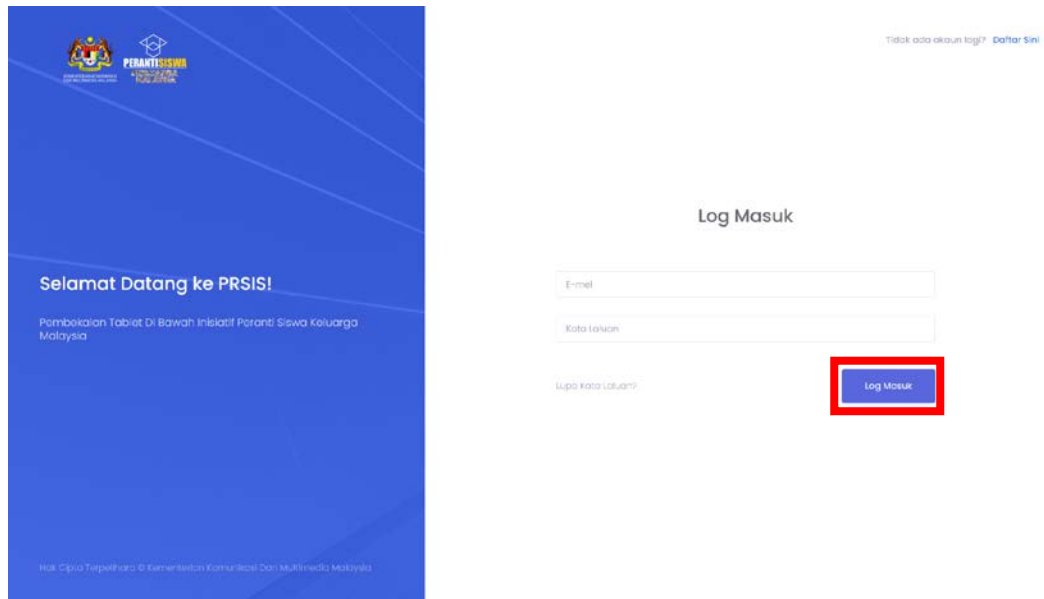 PERANTISISWA
Tidak ada akaun lagi? Daftar Sini
Log Masuk
Selamat Datang ke PRSIS!
Pembekalan Tablet Di Bawah Inisiatif Peranti Siswa Keluarga
Malaysia
E-mel
Kata Laluan
Lupa Kata Laluan?
Log Masuk
Hak Cipta Terpelihara © Kementerian Komunikasi Dan Multimedia Malaysia